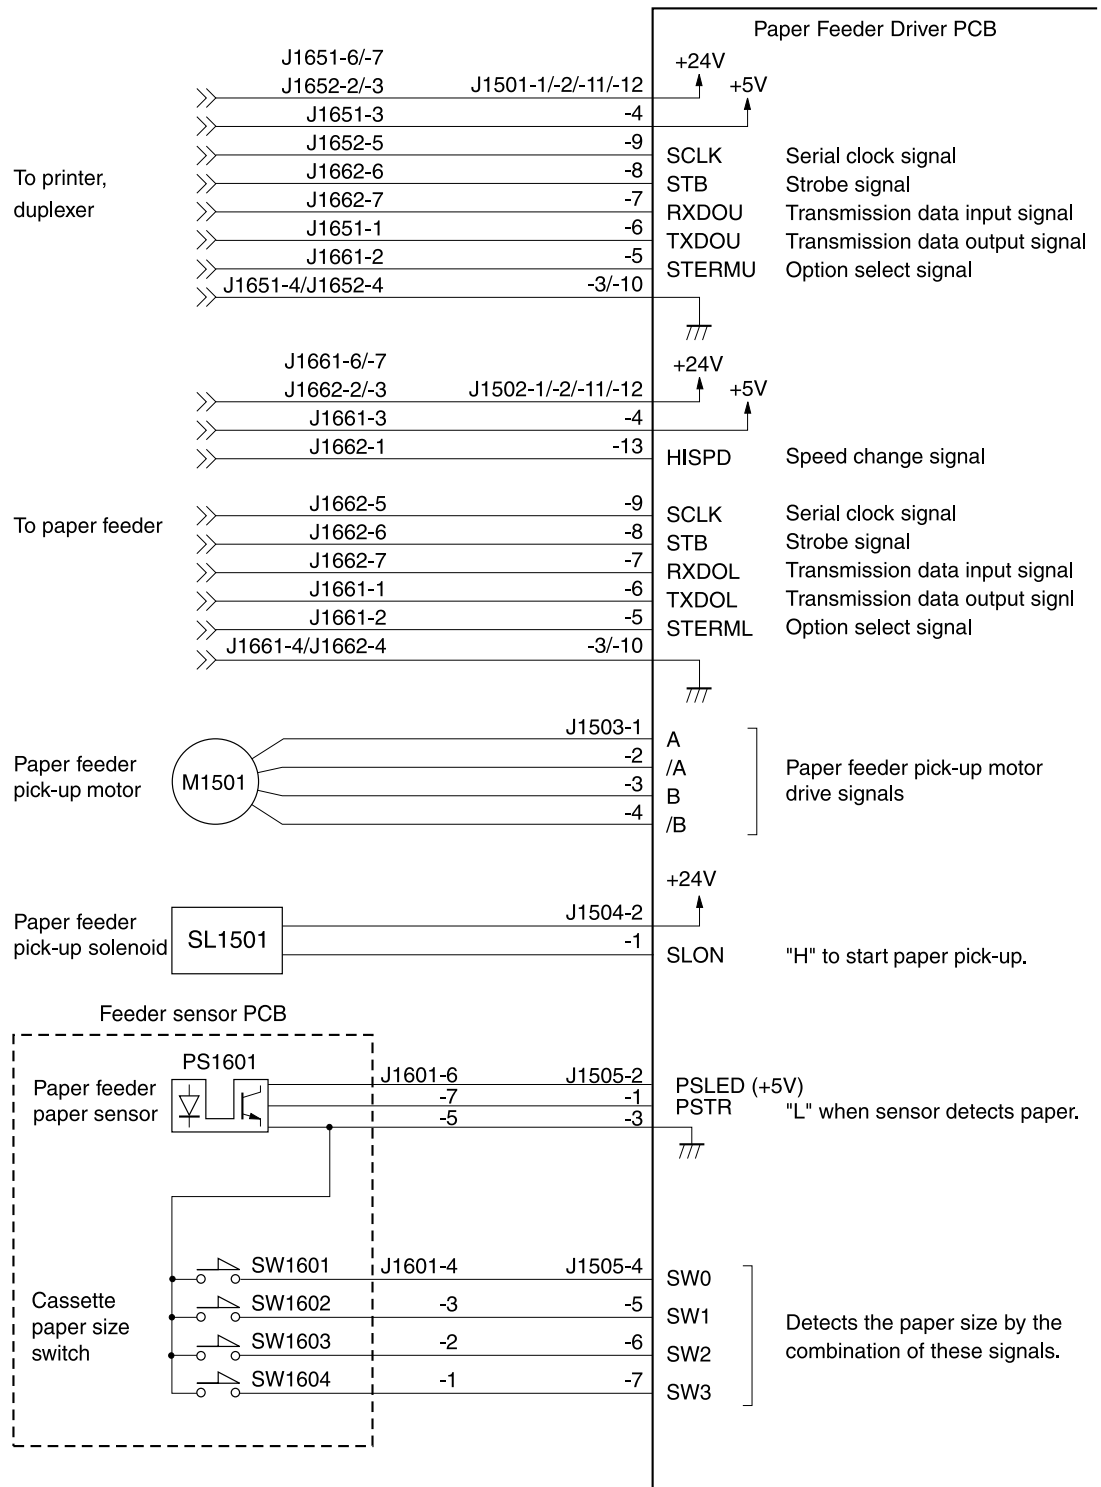 Paper Feeder Driver PCB
J1651-6/-7
+24V
J1652-2/-3 J1501-1/-2/-11/-12
+5V
J1651-3 -4
J1652-5 -9 SCLK Serial clock signal
J1662-6 -8 STB Strobe signal
To printer,
duplexer
J1662-7 -7 RXDOU Transmission data input signal
J1651-1 -6 TXDOU Transmission data output signal
J1661-2 -5 STERMU Option select signal
J1651-4/J1652-4 -3/-10
J1661-6/-7
+24V
J1662-2/-3 J1502-1/-2/-11/-12
+5V
J1661-3 -4
J1662-1 -13 HISPD Speed change signal
To paper feeder
J1662-5 -9 SCLK Serial clock signal
J1662-6 -8 STB Strobe signal
J1662-7 -7 RXDOL Transmission data input signal
J1661-1 -6 TXDOL Transmission data output signl
J1661-2 -5 STERML Option select signal
J1661-4/J1662-4 -3/-10
Paper feeder
pick-up motor
M1501
J1503-1 A
-2 /A
-3 B
-4 /B
Paper feeder pick-up motor
drive signals
+24V
Paper feeder
pick-up solenoid
SL1501
J1504-2
-1 SLON "H" to start paper pick-up.
Feeder sensor PCB
PS1601
Paper feeder
paper sensor
J1601-6 J1505-2 PSLED (+5V)
-7 -1 PSTR "L" when sensor detects paper.
-5 -3
Cassette
paper size
switch
SW1601 J1601-4 J1505-4 SW0
SW1602 -3 -5 SW1
SW1603 -2 -6 SW2
SW1604 -1 -7 SW3
Detects the paper size by the
combination of these signals.